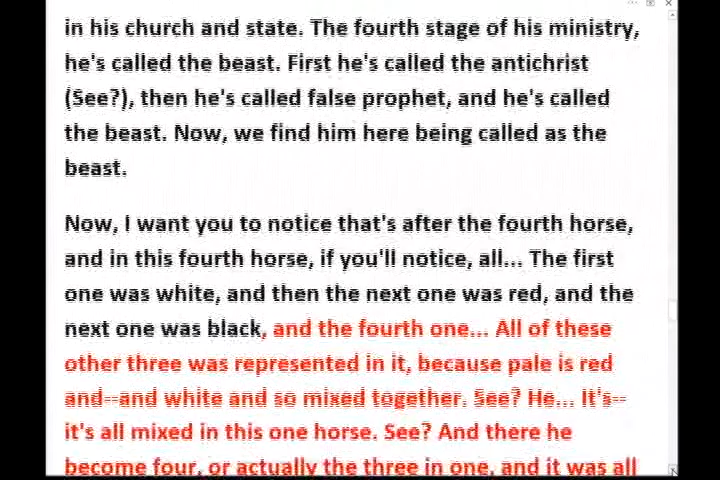 in his church and state. The fourth stage of his ministry,
he's called the beast. First he's called the antichrist
(See?), then he's called false prophet, and he's called
the beast. Now, we find him here being called as the
beast.
Now, I want you to notice that's after the fourth horse,
and in this fourth horse, if you'll notice, all... The first
one was white, and then the next one was red, and the
next one was black, and the fourth one... All of these
other three was represented in it, because pale is red
and--and white and so mixed together. See? He... It's--
it's all mixed in this one horse. See? And there he
become four, or actually the three in one, and it was all